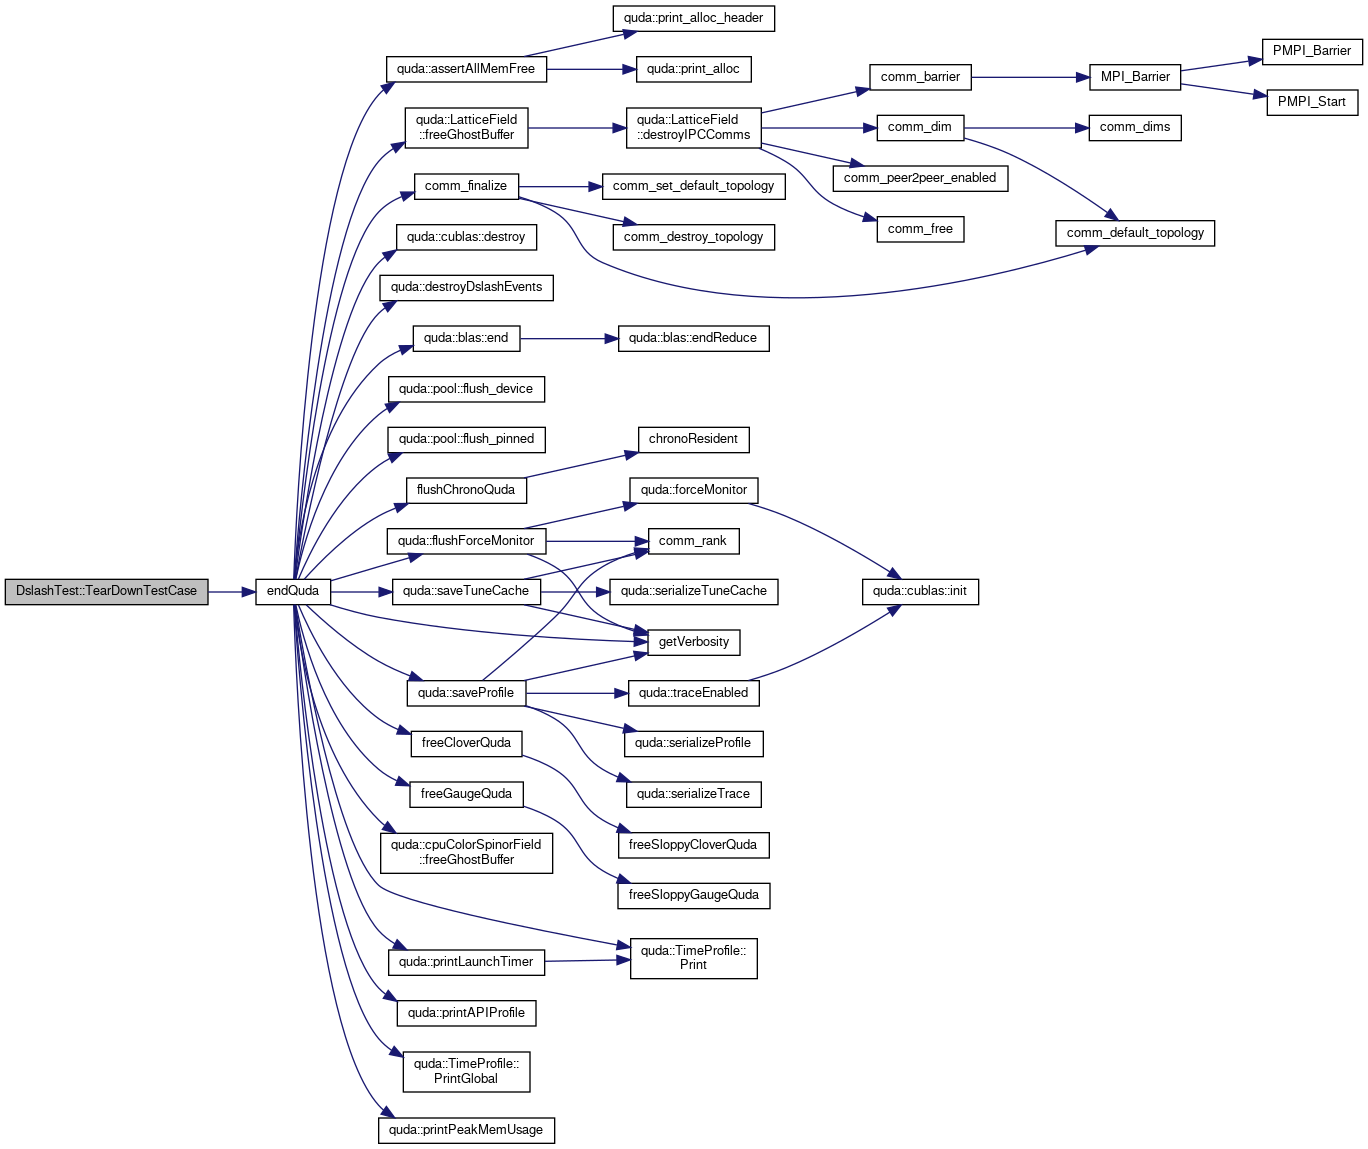 quda::print_alloc_header
PMPI_Barrier
quda::assertAllMemFree
quda::print_alloc
comm_barrier
MPI_Barrier
PMPI_Start
quda::LatticeField
::freeGhostBuffer
quda::LatticeField
::destroyIPCComms
comm_dim
comm_dims
comm_peer2peer_enabled
comm_finalize
comm_set_default_topology
comm_free
comm_default_topology
quda::cublas::destroy
comm_destroy_topology
quda::destroyDslashEvents
quda::blas::end
quda::blas::endReduce
quda::pool::flush_device
quda::pool::flush_pinned
chronoResident
flushChronoQuda
quda::forceMonitor
quda::flushForceMonitor
comm_rank
DslashTest::TearDownTestCase
endQuda
quda::saveTuneCache
quda::serializeTuneCache
quda::cublas::init
getVerbosity
quda::saveProfile
quda::traceEnabled
freeCloverQuda
quda::serializeProfile
freeGaugeQuda
quda::serializeTrace
quda::cpuColorSpinorField
::freeGhostBuffer
freeSloppyCloverQuda
freeSloppyGaugeQuda
quda::printLaunchTimer
quda::TimeProfile::
Print
quda::printAPIProfile
quda::TimeProfile::
PrintGlobal
quda::printPeakMemUsage